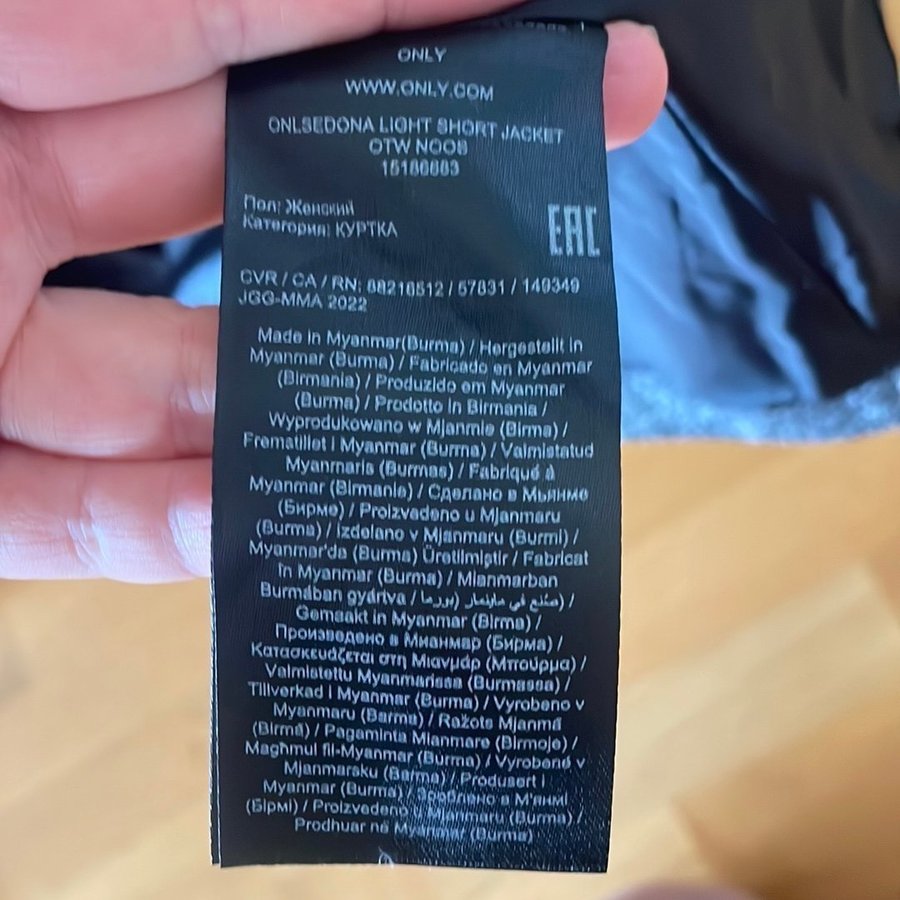 ONLY
WWW.ONLY.COM
ONLSEDONA LIGHT SHORT JACKET
OTW NOOS
15186683
Пол: Женский
Категория: КУРТКА
EAC
CVR / CA / RN: 88216512 / 57831 / 149349
JGG-MMA 2022
Made in Myanmar(Burma) / Hergestellt in
Myanmar (Burma) / Fabricado en Myanmar
(Birmania) / Produzido em Myanmar
(Burma) / Prodotto in Birmania /
Wyprodukowano w Mjanmie (Birma) /
Fremstillet i Myanmar (Burma) / Valmistatud
Myanmaris (Burmas) / Fabriqué à
Myanmar (Birmanie) / Сделано в Мьянме
(Бирме) / Proizvedeno u Mjanmaru
(Burma) / Izdelano v Mjanmaru (Burmi) /
Myanmar'da (Burma) Üretilmiştir / Fabricat
în Myanmar (Burma) / Mianmarban
Burmában gyártva / صُنع في ماينمار (بورما) /
Gemaakt in Myanmar (Birma) /
Произведено в Мианмар (Бирма) /
Κατασκευάζεται στη Μιανμάρ (Μπούρμα) /
Valmistettu Myanmarissa (Burmassa) /
Tillverkad i Myanmar (Burma) / Vyrobeno v
Myanmaru (Barma) / Ražots Mjanmā
(Birmā) / Pagaminta Mianmare (Birmoje) /
Magħmul fil-Myanmar (Burma) / Vyrobené v
Mjanmarsku (Barma) / Produsert i
Myanmar (Burma) / Зроблено в М'янмі
(Бірмі) / Proizvedeno u Mjanmaru (Burma) /
Prodhuar në Myanmar (Burma)